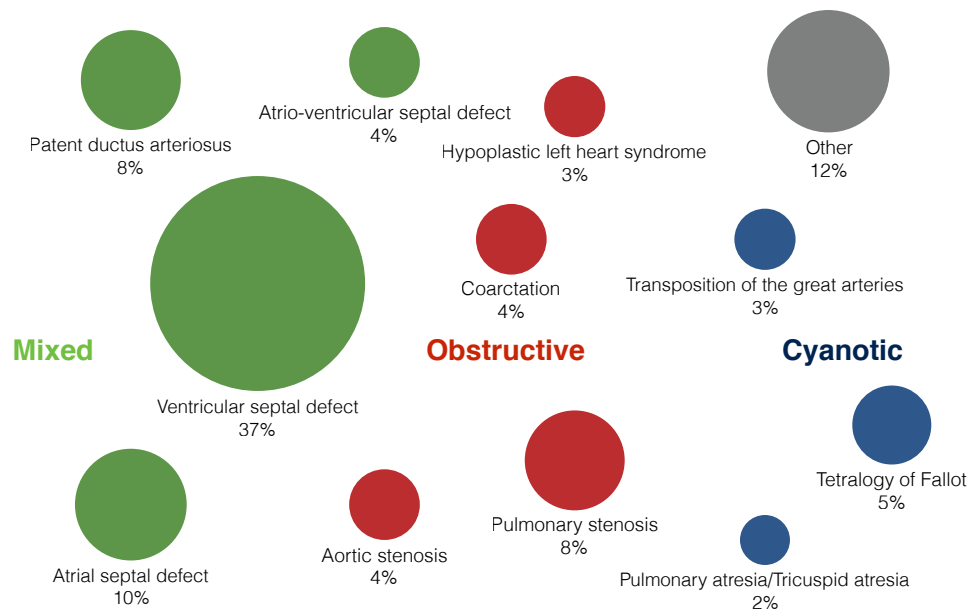 Patent ductus arteriosus
8%
Atrio-ventricular septal defect
4%
Hypoplastic left heart syndrome
3%
Other
12%
Ventricular septal defect
37%
Coarctation
4%
Transposition of the great arteries
3%
Mixed
Obstructive
Cyanotic
Atrial septal defect
10%
Aortic stenosis
4%
Pulmonary stenosis
8%
Tetralogy of Fallot
5%
Pulmonary atresia/Tricuspid atresia
2%